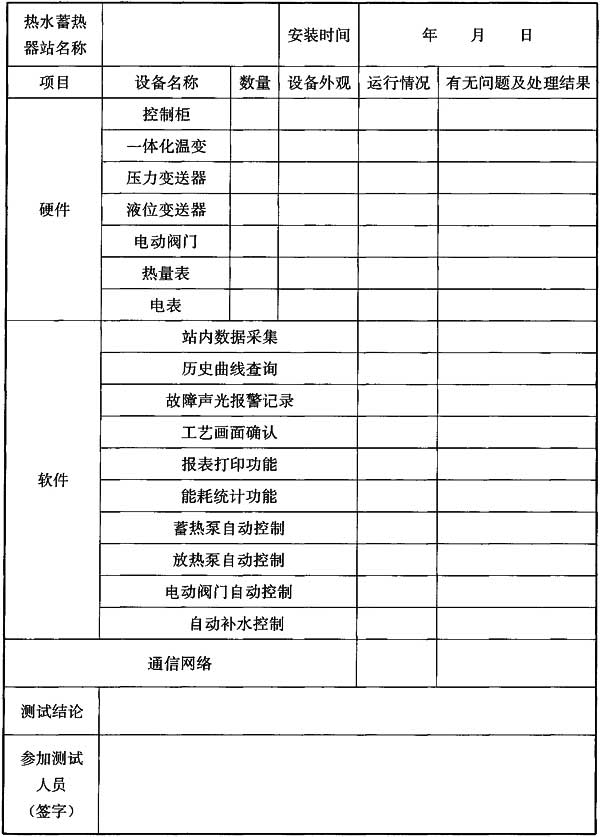 热水蓄热
器站名称
安装时间
年 月 日
项目 设备名称 数量 设备外观 运行情况 有无问题及处理结果
硬件
控制柜
一体化温变
压力变送器
液位变送器
电动阀门
热量表
电表
软件
站内数据采集
历史曲线查询
故障声光报警记录
工艺画面确认
报表打印功能
能耗统计功能
蓄热泵自动控制
放热泵自动控制
电动阀门自动控制
自动补水控制
通信网络
测试结论
参加测试
人员
（签字）